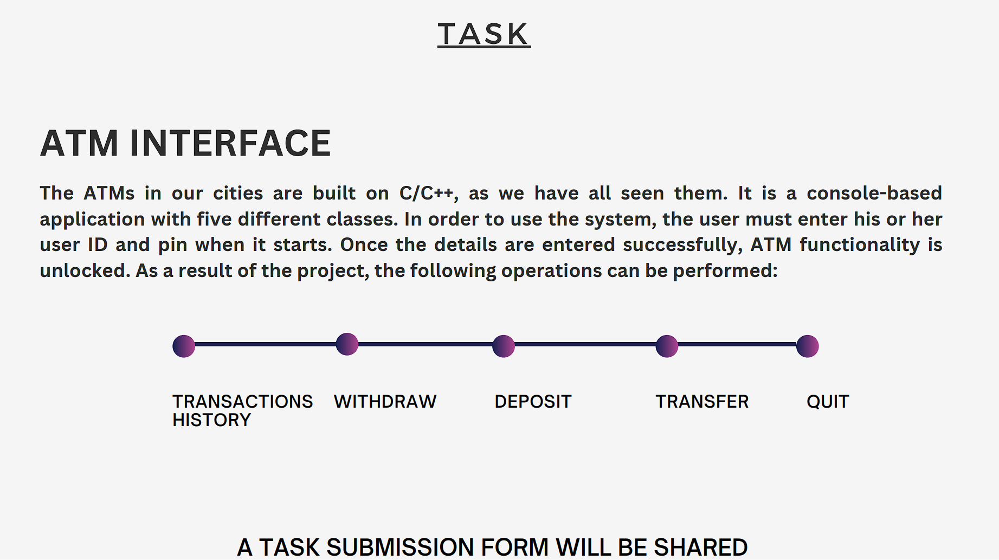 TASK
ATM INTERFACE
The ATMs in our cities are built on C/C++, as we have all seen them. It is a console-based
application with five different classes. In order to use the system, the user must enter his or her
user ID and pin when it starts. Once the details are entered successfully, ATM functionality is
unlocked. As a result of the project, the following operations can be performed:
TRANSACTIONS
HISTORY
WITHDRAW
DEPOSIT
TRANSFER
QUIT
A TASK SUBMISSION FORM WILL BE SHARED